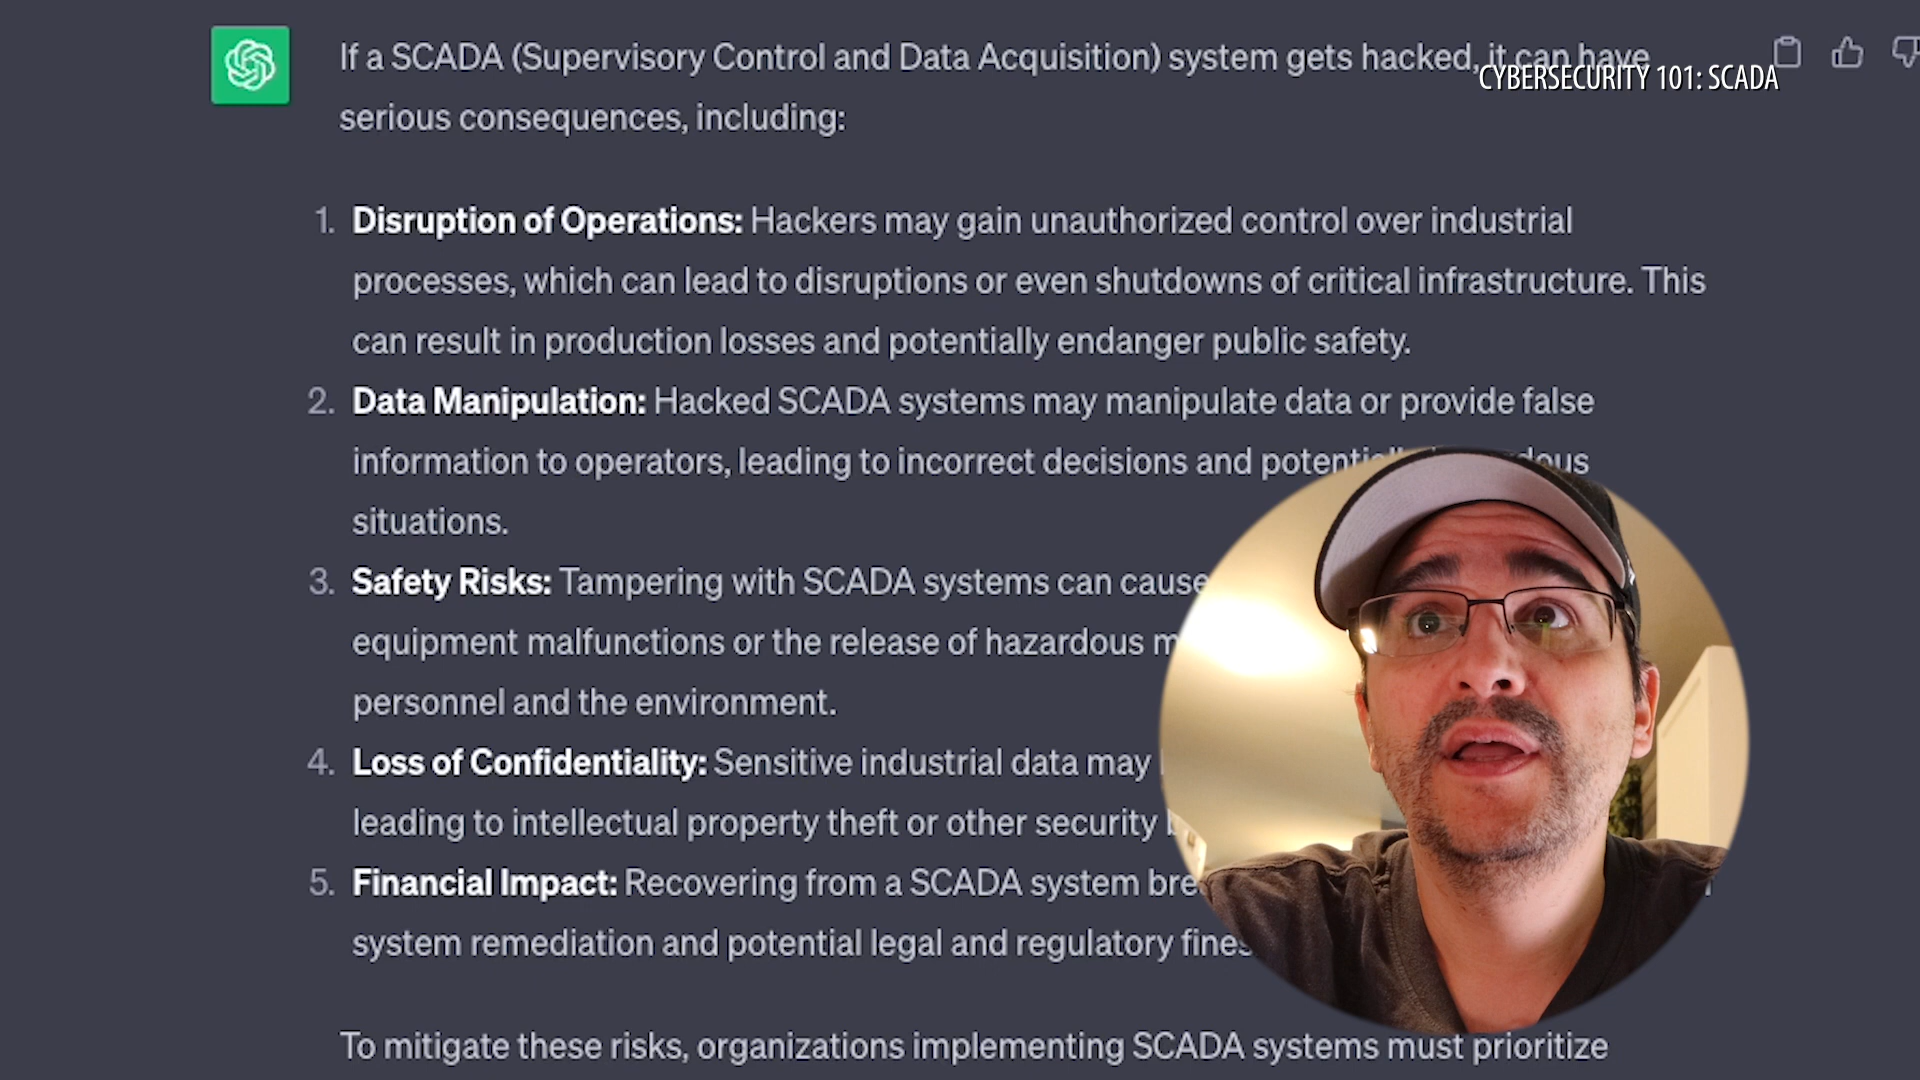 If a SCADA (Supervisory Control and Data Acquisition) system gets hacked, it can have
CYBERSECURITY 101: SCADA
serious consequences, including:
1. Disruption of Operations: Hackers may gain unauthorized control over industrial
processes, which can lead to disruptions or even shutdowns of critical infrastructure. This
can result in production losses and potentially endanger public safety.
2. Data Manipulation: Hacked SCADA systems may manipulate data or provide false
information to operators, leading to incorrect decisions and
situations.
3. Safety Risks: Tampering with SCADA systems can cause
equipment malfunctions or the release of hazardous
personnel and the environment.
4. Loss of Confidentiality: Sensitive industrial data may
leading to intellectual property theft or other security
5. Financial Impact: Recovering from a SCADA system
system remediation and potential legal and regulatory fines
To mitigate these risks, organizations implementing SCADA systems must prioritize